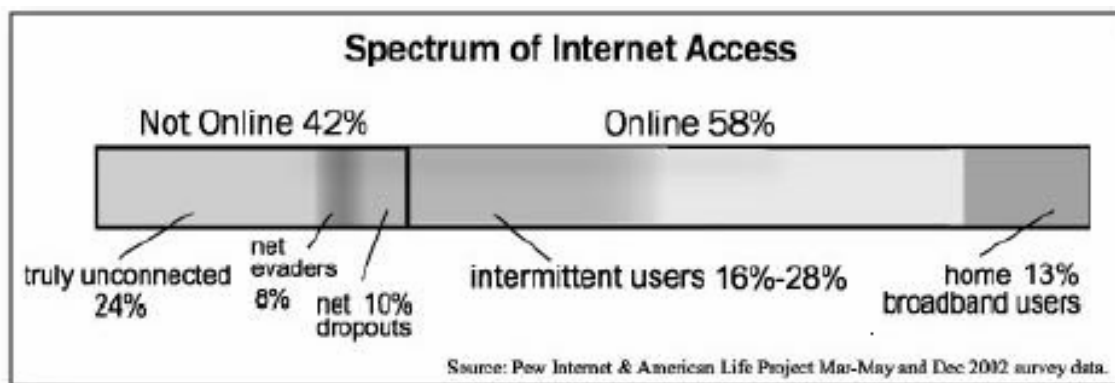 Spectrum of Internet Access
Not Online 42%
Online 58%
truly unconnected
24%
net
evaders
8%
net 10%
dropouts
intermittent users 16%-28%
home 13%
broadband users
Source: Pew Internet & American Life Project Mar-May and Dec 2002 survey data.